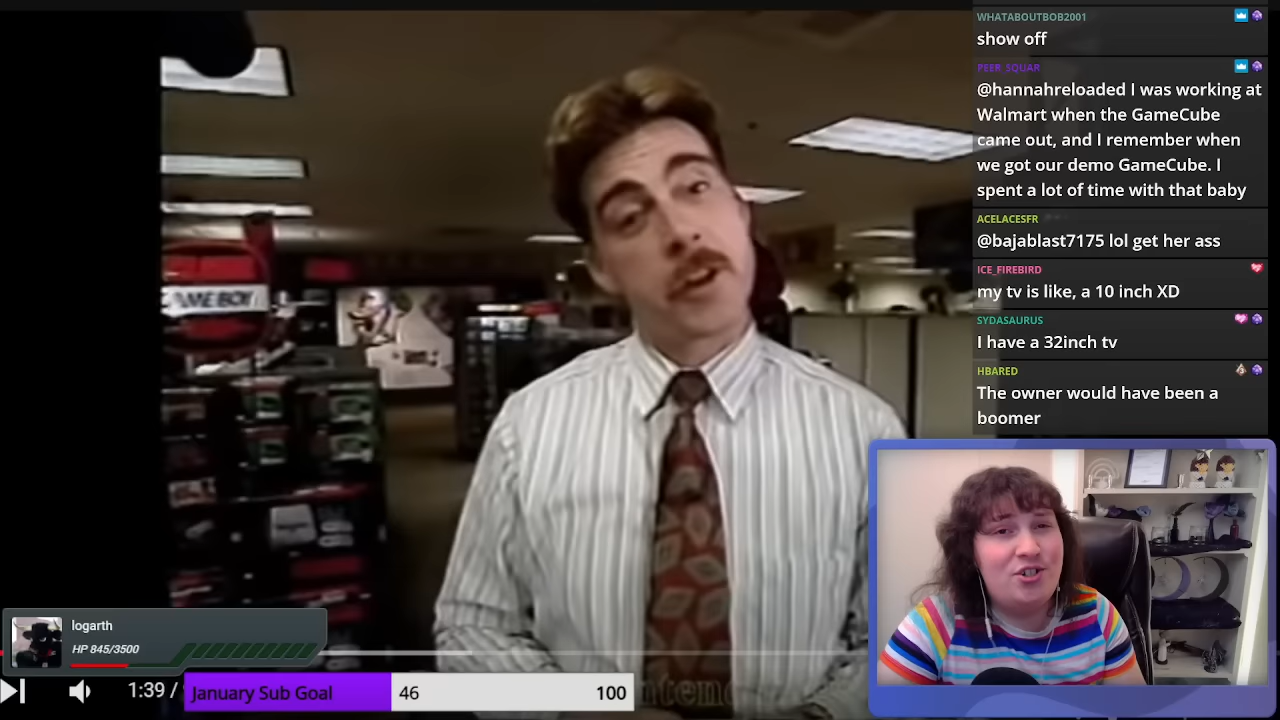 WHATABOUTBOB2001
show off
PEER_SQUAR
@hannahreloaded I was working at
Walmart when the GameCube
came out, and I remember when
we got our demo GameCube. I
spent a lot of time with that baby
ACELACESFR
@bajablast7175 lol get her ass
ICE_FIREBIRD
my tv is like, a 10 inch XD
SYDASAURUS
I have a 32inch tv
HBARED
The owner would have been a
boomer
GAME BOY
logarth
HP 845/3500
1:39 /
January Sub Goal
46
100